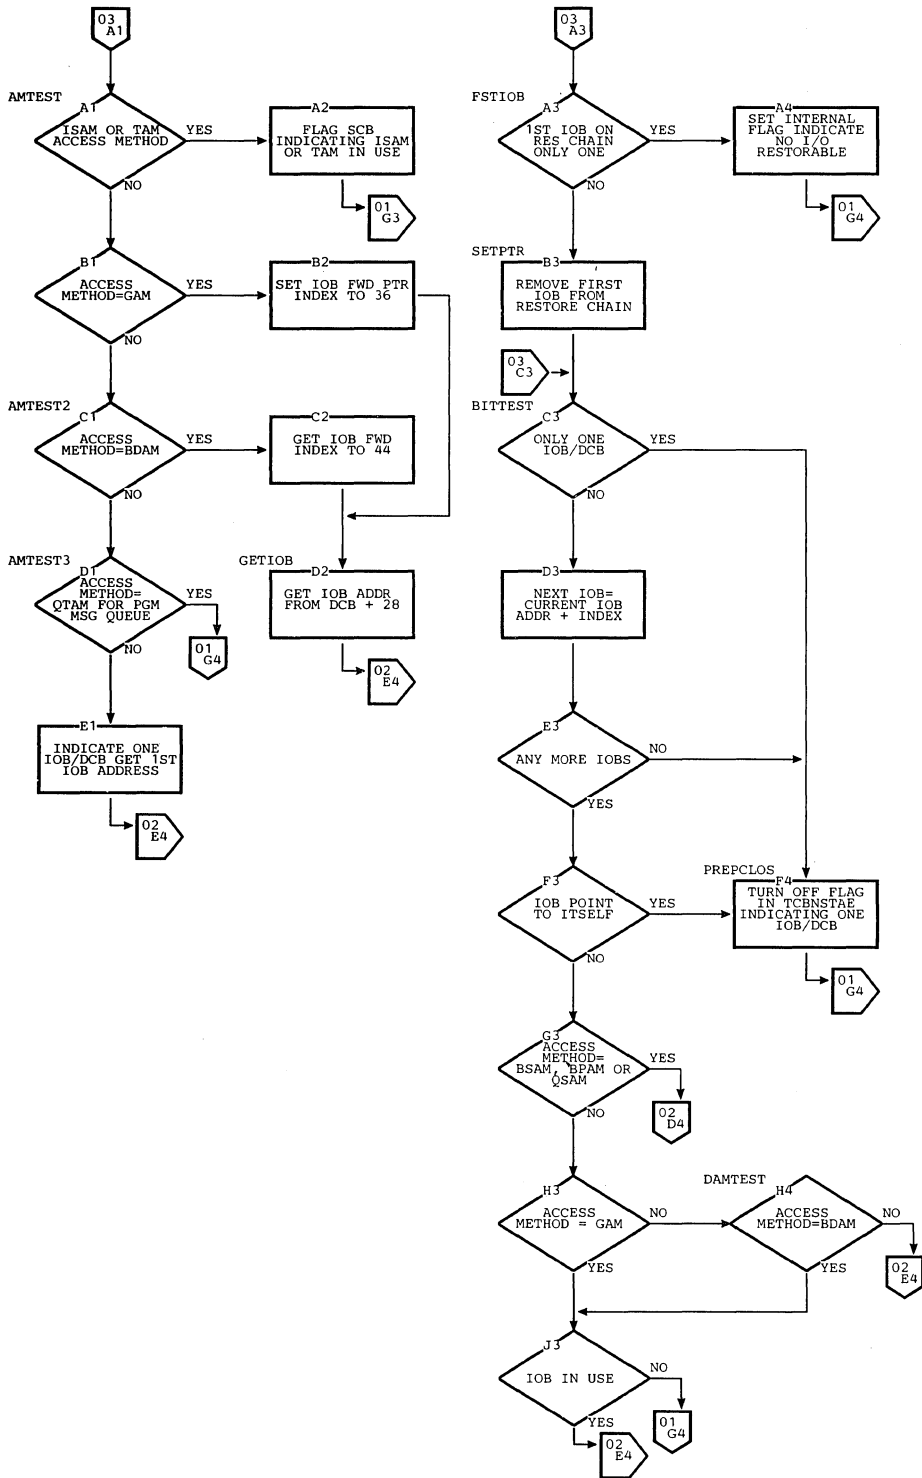 03
A1
AMTEST
A1
ISAM OR TAM
ACCESS METHOD
YES
NO
A2
FLAG SCB
INDICATING ISAM
OR TAM IN USE
01
G3
B1
ACCESS
METHOD=GAM
YES
NO
B2
SET IOB FWD PTR
INDEX TO 36
AMTEST2
C1
ACCESS
METHOD=BDAM
YES
NO
C2
GET IOB FWD
INDEX TO 44
AMTEST3
D1
ACCESS
METHOD=
QTAM FOR PGM
MSG QUEUE
YES
NO
01
G4
GETIOB
D2
GET IOB ADDR
FROM DCB + 28
02
E4
E1
INDICATE ONE
IOB/DCB GET 1ST
IOB ADDRESS
02
E4
03
A3
FSTIOB
A3
1ST IOB ON
RES CHAIN
ONLY ONE
YES
NO
A4
SET INTERNAL
FLAG INDICATE
NO I/O
RESTORABLE
01
G4
SETPTR
B3
REMOVE FIRST
IOB FROM
RESTORE CHAIN
03
C3
BITTEST
C3
ONLY ONE
IOB/DCB
YES
NO
D3
NEXT IOB=
CURRENT IOB
ADDR + INDEX
E3
ANY MORE IOBS
NO
YES
F3
IOB POINT
TO ITSELF
YES
NO
PREPCLOS
F4
TURN OFF FLAG
IN TCBNSTAE
INDICATING ONE
IOB/DCB
01
G4
G3
ACCESS
METHOD=
BSAM, BPAM OR
QSAM
YES
NO
02
D4
H3
ACCESS
METHOD = GAM
NO
YES
DAMTEST
H4
ACCESS
METHOD=BDAM
NO
YES
02
E4
J3
IOB IN USE
NO
YES
01
G4
02
E4